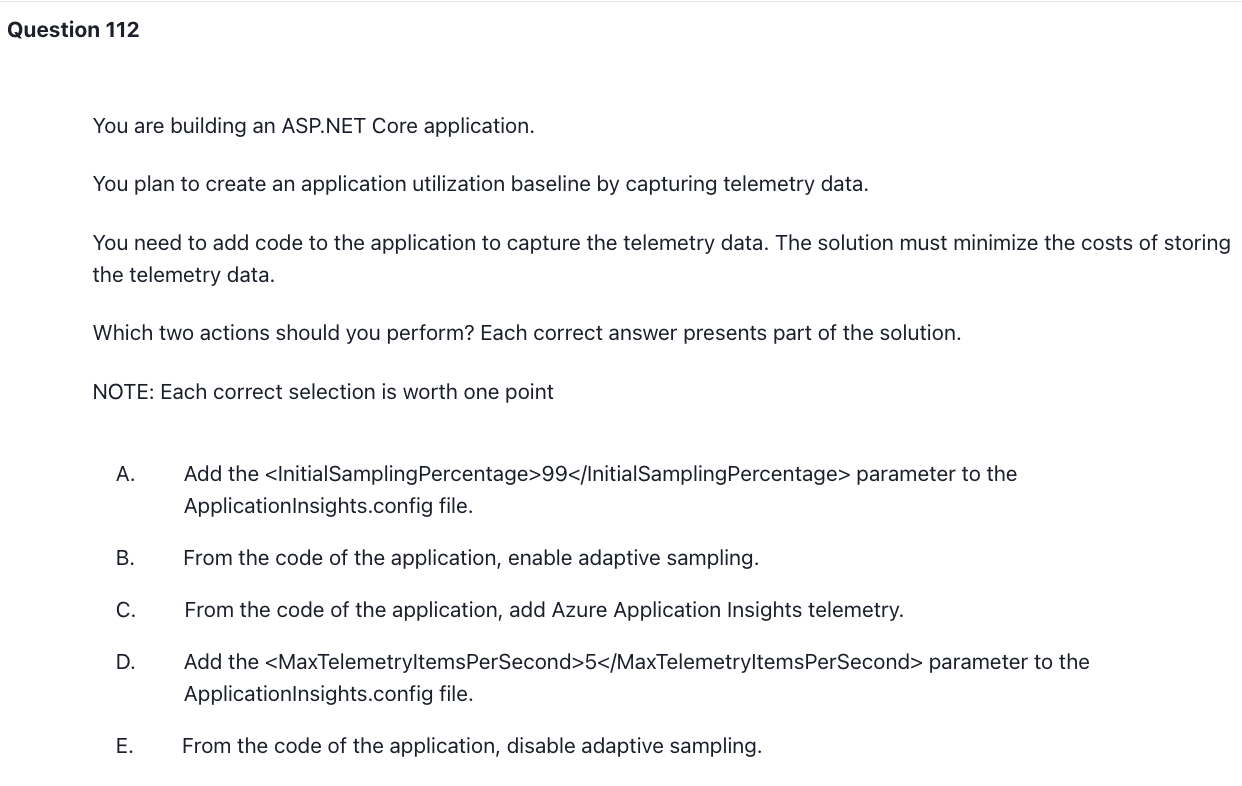 Question 112
You are building an ASP.NET Core application.
You plan to create an application utilization baseline by capturing telemetry data.
You need to add code to the application to capture the telemetry data. The solution must minimize the costs of storing
the telemetry data.
Which two actions should you perform? Each correct answer presents part of the solution.
NOTE: Each correct selection is worth one point
A. Add the <InitialSamplingPercentage>99</InitialSamplingPercentage> parameter to the
ApplicationInsights.config file.
B. From the code of the application, enable adaptive sampling.
C. From the code of the application, add Azure Application Insights telemetry.
D. Add the <MaxTelemetryItemsPerSecond>5</MaxTelemetryItemsPerSecond> parameter to the
ApplicationInsights.config file.
E. From the code of the application, disable adaptive sampling.